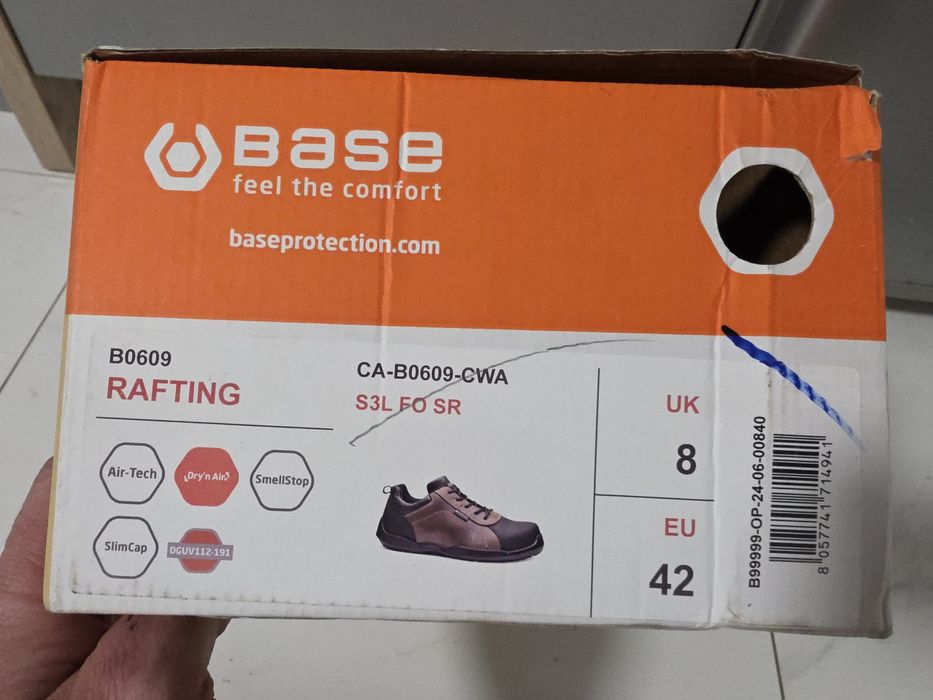 BASE
feel the comfort
baseprotection.com
B0609
RAFTING
CA-B0609-CWA
S3L FO SR
Air-Tech
Dry'n Air
SmellStop
SlimCap
DGUV112-191
UK
8
EU
42
B99999-OP-24-06-00840
8 057741 714941